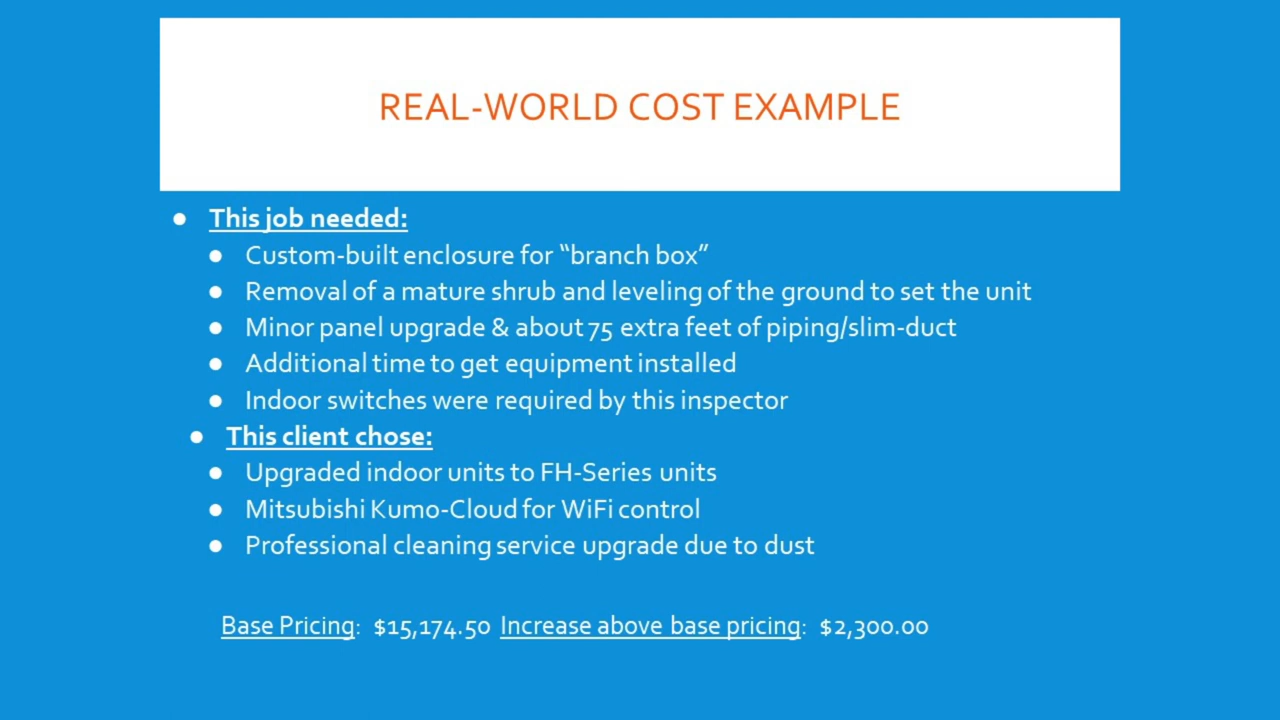 REAL-WORLD COST EXAMPLE
● This job needed:
● Custom-built enclosure for “branch box”
● Removal of a mature shrub and leveling of the ground to set the unit
● Minor panel upgrade & about 75 extra feet of piping/slim-duct
● Additional time to get equipment installed
● Indoor switches were required by this inspector
● This client chose:
● Upgraded indoor units to FH-Series units
● Mitsubishi Kumo-Cloud for WiFi control
● Professional cleaning service upgrade due to dust
Base Pricing: $15,174.50 Increase above base pricing: $2,300.00